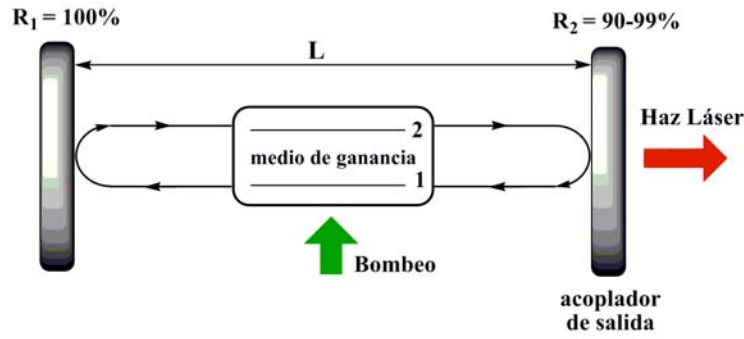 R₁ = 100%
R₂ = 90-99%
L
Haz Láser
2
medio de ganancia
1
Bombeo
acoplador
de salida